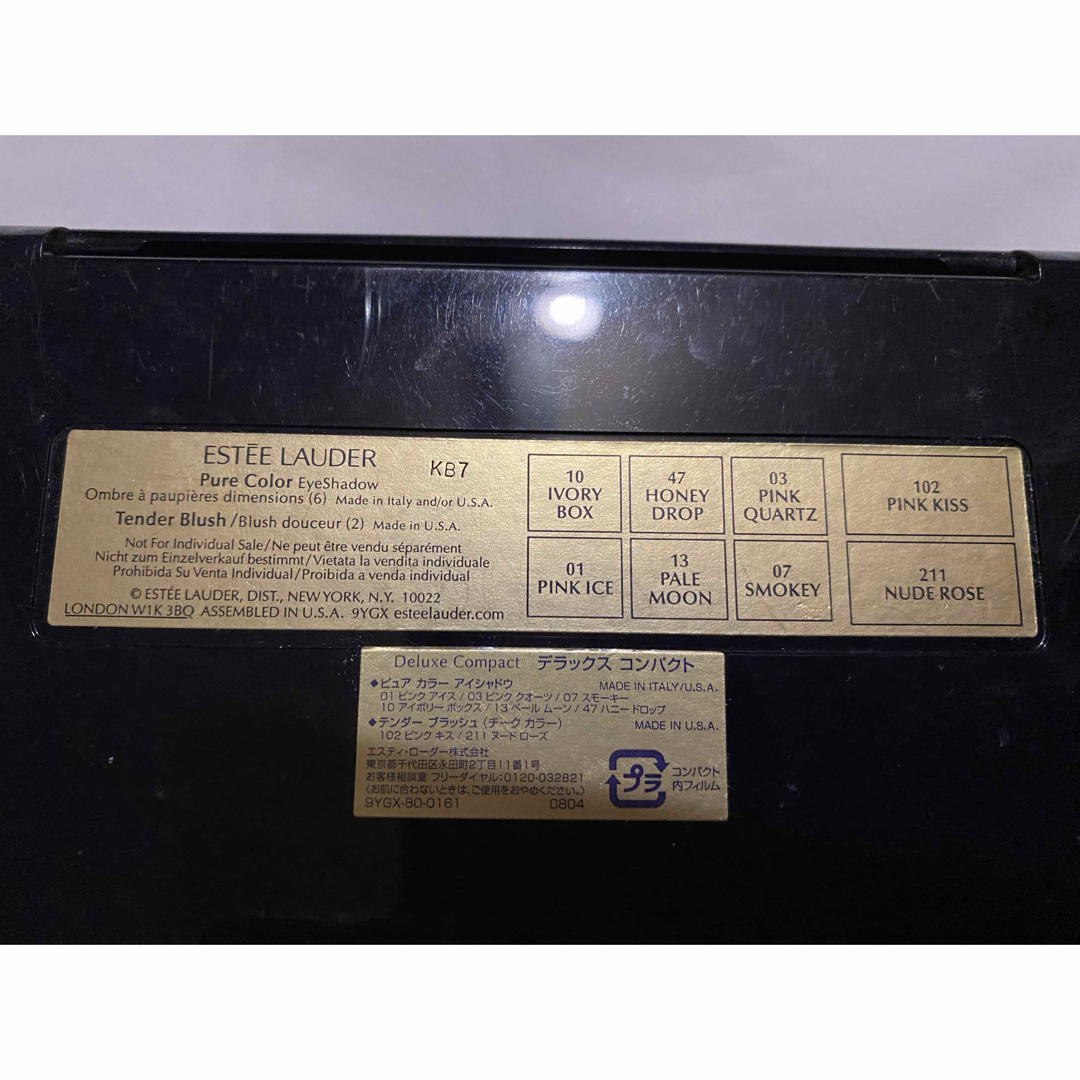 ESTĒE LAUDER
KB7
Pure Color EyeShadow
Ombre à paupières dimensions (6) Made in Italy and/or U.S.A.
Tender Blush/Blush douceur (2) Made in U.S.A.
Not For Individual Sale/Ne peut être vendu séparément
Nicht zum Einzelverkauf bestimmt/Vietata la vendita individuale
Prohibida Su Venta Individual/Proibida a venda individual
© ESTĒE LAUDER, DIST., NEW YORK, N.Y. 10022
LONDON W1K 3BQ ASSEMBLED IN U.S.A. 9YGX esteelauder.com
10
IVORY
BOX
47
HONEY
DROP
03
PINK
QUARTZ
102
PINK KISS
01
PINK ICE
13
PALE
MOON
07
SMOKEY
211
NUDE ROSE
Deluxe Compact デラックス コンパクト
◆ピュア カラー アイシャドウ MADE IN ITALY/U.S.A.
01 ピンク アイス / 03 ピンク クオーツ / 07 スモーキー
10 アイボリー ボックス / 13 ペール ムーン / 47 ハニー ドロップ
◆テンダー ブラッシュ (チーク カラー) MADE IN U.S.A.
102 ピンク キス / 211 ヌード ローズ
エスティ・ローダー株式会社
東京都千代田区永田町2丁目11番1号
お客様相談室 フリーダイヤル:0120-032821
〈お肌に合わないときは、ご使用をおやめください。〉
9YGX-80-0161 0804
プラ
コンパクト
内フィルム